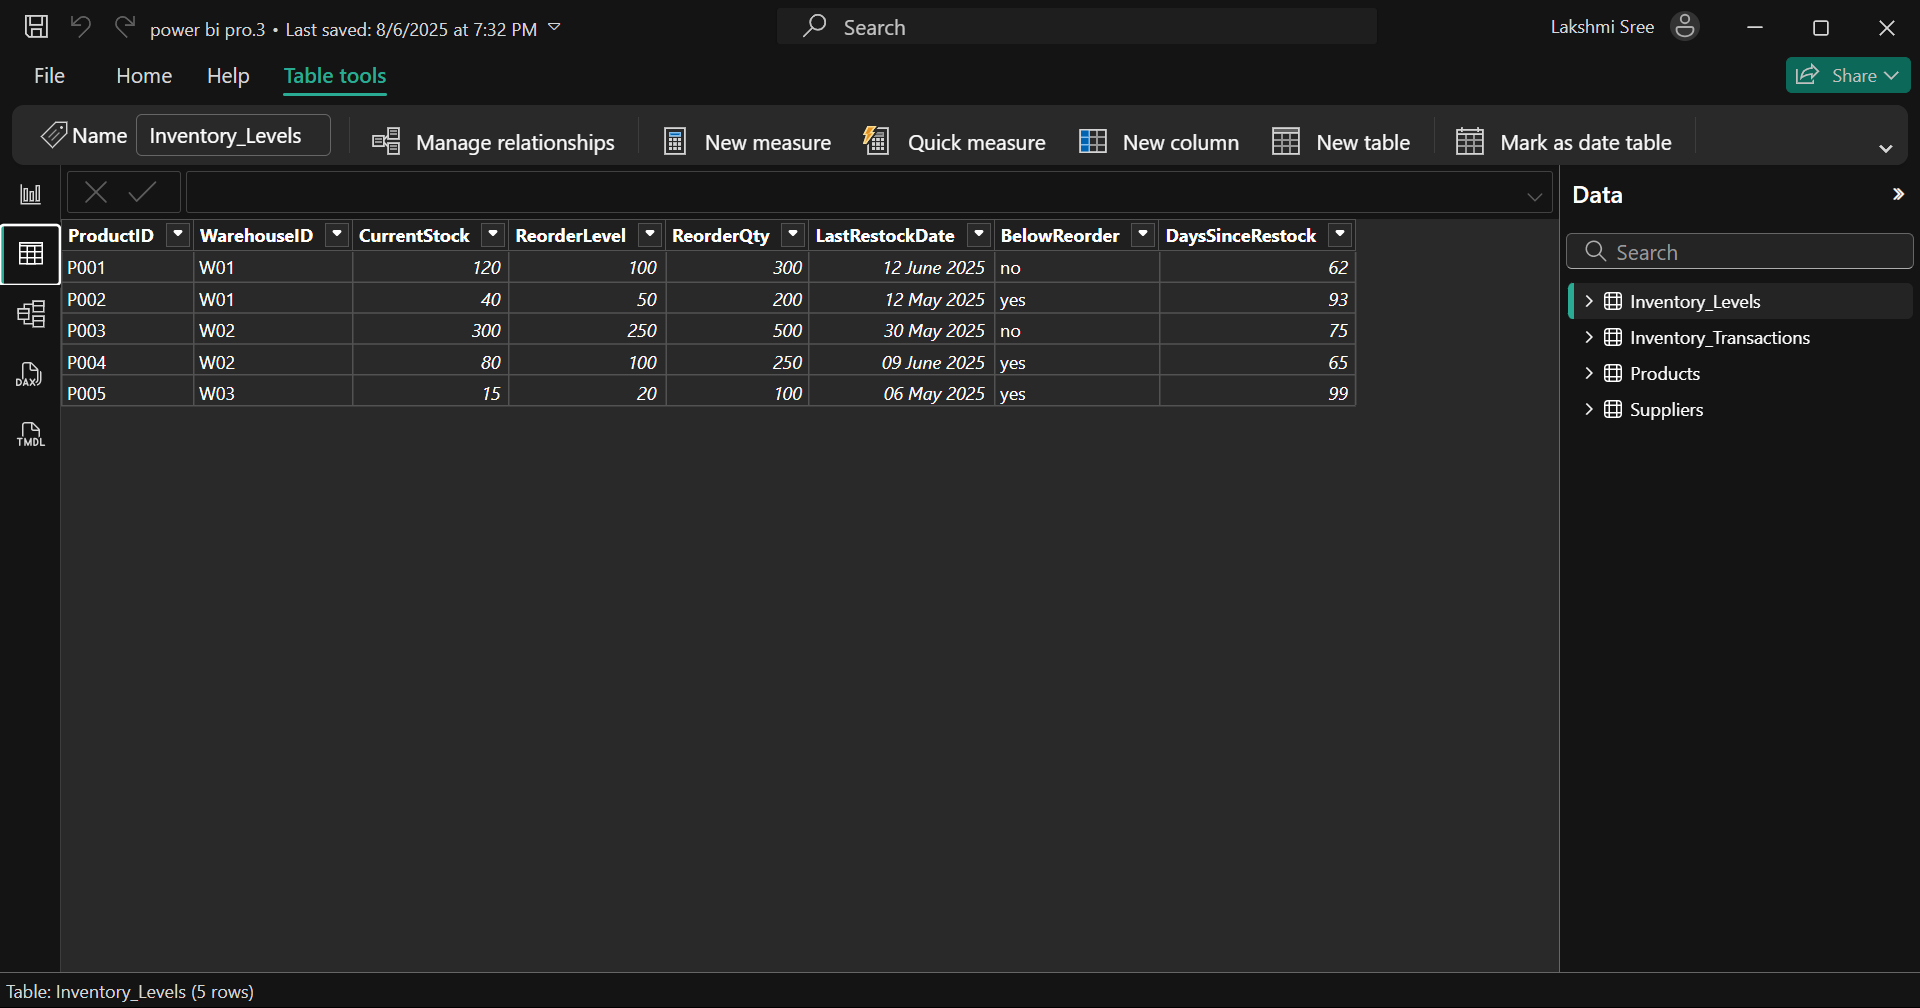 power bi pro.3 • Last saved: 8/6/2025 at 7:32 PM
Search
Lakshmi Sree
File Home Help Table tools
Share
Name Inventory_Levels Manage relationships New measure Quick measure New column New table Mark as date table
Data
ProductID WarehouseID CurrentStock ReorderLevel ReorderQty LastRestockDate BelowReorder DaysSinceRestock
P001 W01 120 100 300 12 June 2025 no 62
P002 W01 40 50 200 12 May 2025 yes 93
P003 W02 300 250 500 30 May 2025 no 75
P004 W02 80 100 250 09 June 2025 yes 65
P005 W03 15 20 100 06 May 2025 yes 99
DAX
TMDL
Search
Inventory_Levels
Inventory_Transactions
Products
Suppliers
Table: Inventory_Levels (5 rows)